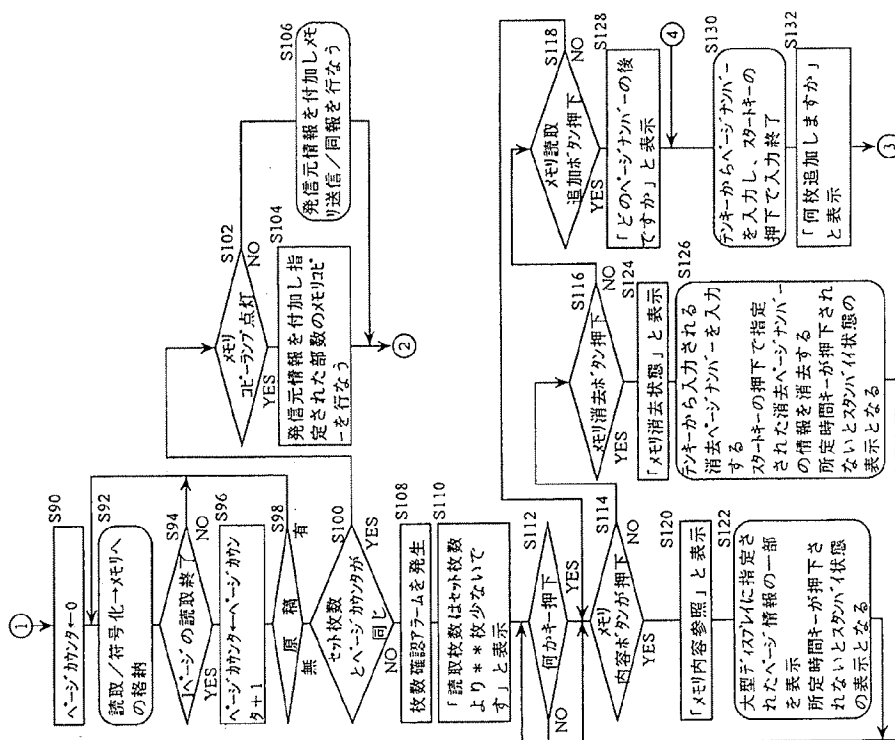 ①
S90
ページカウンタ←0
S92
読取/符号化→メモリへ
の格納
S94
1ページの読取終了
NO
YES
S96
ページカウンタ←ページカウン
タ+1
S98
原稿
有
無
S100
セット枚数
とページカウンタが
同じ
YES
NO
S102
メモリ
コピーランプ点灯
NO
YES
S104
発信元情報を付加し指
定された部数のメモリコピ
ーを行なう
S106
発信元情報を付加しメモ
リ送信/同報を行なう
②
S108
枚数確認アラームを発生
S110
「読取枚数はセット枚数
より**枚少ないで
す」と表示
S112
何かキー押下
NO
YES
S114
メモリ
内容ボタンが押下
NO
YES
S120
「メモリ内容参照」と表示
S122
大型ディスプレイに指定さ
れたページ情報の一部
を表示
所定時間キーが押下さ
れないとスタンバイ状態
の表示となる
S116
メモリ消去ボタン押下
NO
YES
S124
「メモリ消去状態」と表示
S126
テンキーから入力される
消去ページナンバーを入力
する
スタートキーの押下で指定
された消去ページナンバー
の情報を消去する
所定時間キーが押下され
ないとスタンバイ状態の
表示となる
S118
メモリ読取
追加ボタン押下
NO
YES
S128
「どのページナンバーの後
ですか」と表示
④
S130
テンキーからページナンバー
を入力し、スタートキーの
押下で入力終了
S132
「何枚追加しますか」
と表示
③